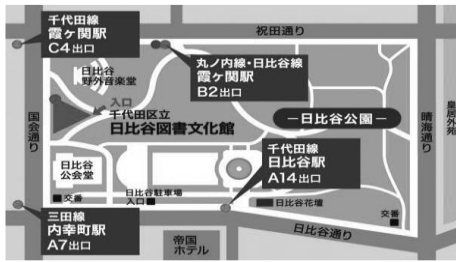 千代田線
霞ヶ関駅
C4出口
祝田通り
丸ノ内線・日比谷線
霞ヶ関駅
B2出口
日比谷
野外音楽堂
入口
千代田区立
日比谷図書文化館
日比谷公園
国会通り
晴海通り
皇居外苑
千代田線
日比谷駅
A14出口
日比谷
公会堂
交番
日比谷駐車場
入口
日比谷花壇
交番
三田線
内幸町駅
A7出口
日比谷通り
帝国
ホテル